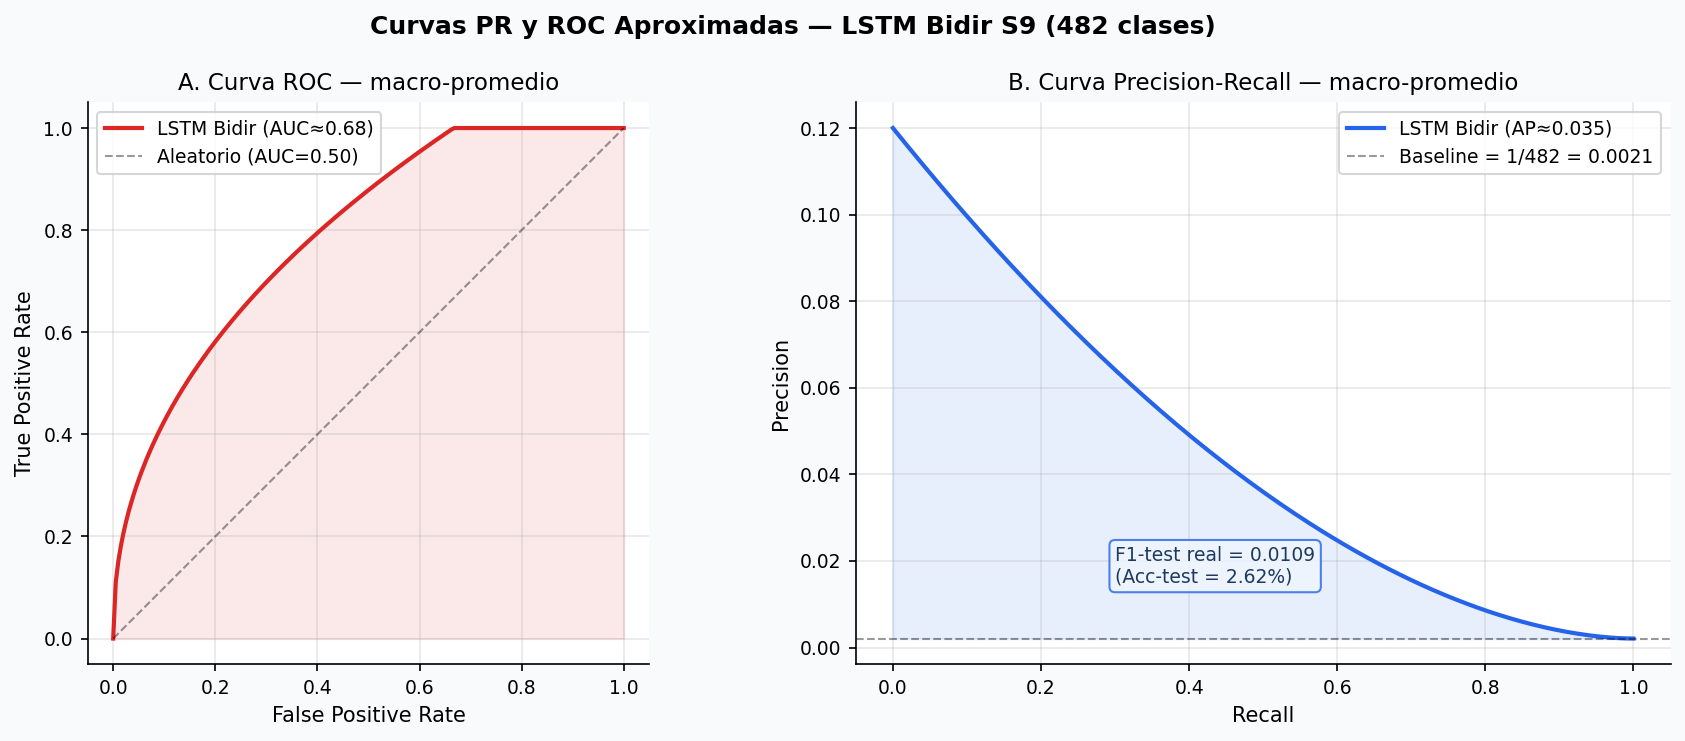 Curvas PR y ROC Aproximadas — LSTM Bidir S9 (482 clases)
A. Curva ROC — macro-promedio
LSTM Bidir (AUC≈0.68)
Aleatorio (AUC=0.50)
True Positive Rate
1.0
0.8
0.6
0.4
0.2
0.0
0.0 0.2 0.4 0.6 0.8 1.0
False Positive Rate
B. Curva Precision-Recall — macro-promedio
LSTM Bidir (AP≈0.035)
Baseline = 1/482 = 0.0021
Precision
0.12
0.10
0.08
0.06
0.04
0.02
0.00
F1-test real = 0.0109
(Acc-test = 2.62%)
0.0 0.2 0.4 0.6 0.8 1.0
Recall